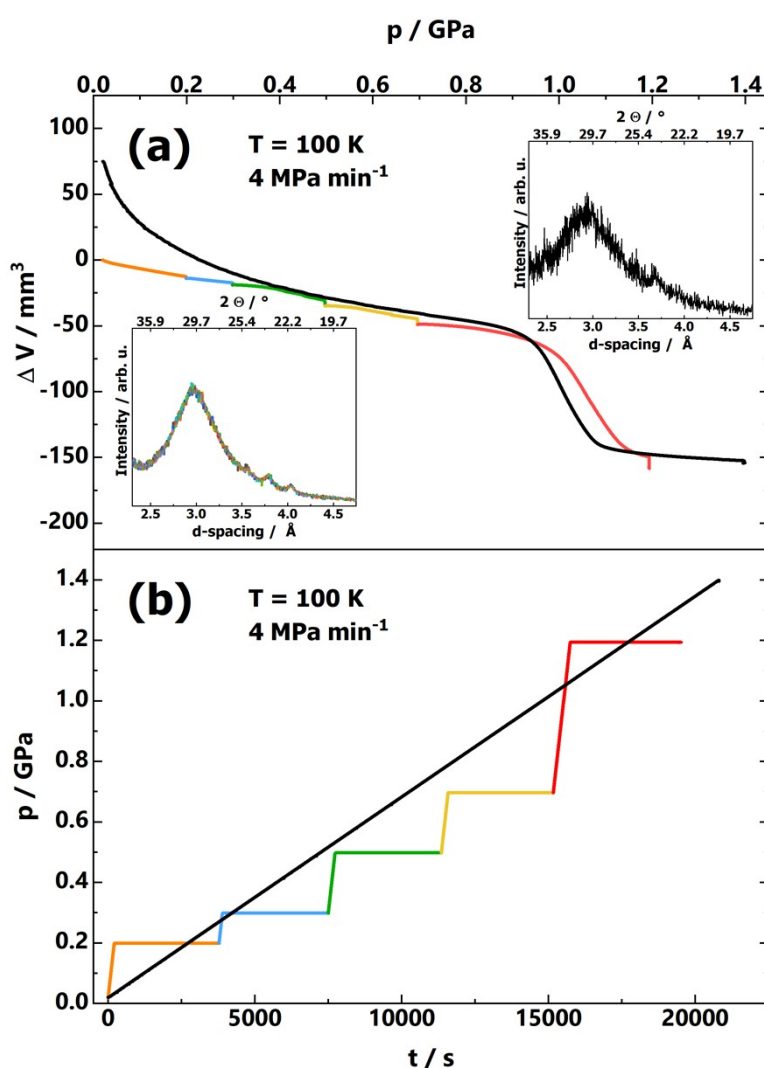 p / GPa
0.0 0.2 0.4 0.6 0.8 1.0 1.2 1.4
(a)
T = 100 K
4 MPa min⁻¹
Δ V / mm³
100
50
0
-50
-100
-150
-200
2 Θ / °
35.9 29.7 25.4 22.2 19.7
Intensity / arb. u.
2.5 3.0 3.5 4.0 4.5
d-spacing / Å
2 Θ / °
35.9 29.7 25.4 22.2 19.7
Intensity / arb. u.
2.5 3.0 3.5 4.0 4.5
d-spacing / Å
(b)
T = 100 K
4 MPa min⁻¹
p / GPa
1.4
1.2
1.0
0.8
0.6
0.4
0.2
0.0
0 5000 10000 15000 20000
t / s